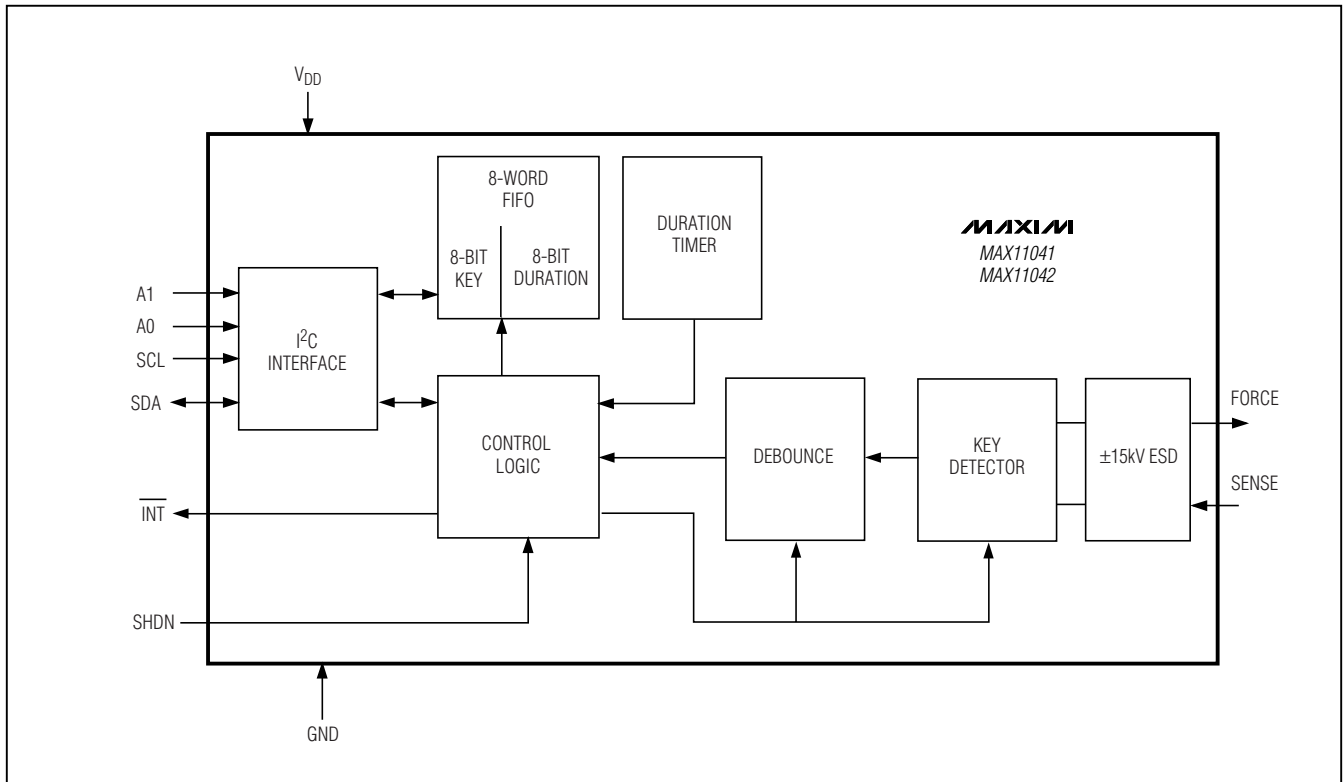 VDD
8-WORD
FIFO
8-BIT
KEY
8-BIT
DURATION
DURATION
TIMER
MAXIM
MAX11041
MAX11042
A1
A0
SCL
SDA
I²C
INTERFACE
CONTROL
LOGIC
DEBOUNCE
KEY
DETECTOR
±15kV ESD
FORCE
SENSE
INT
SHDN
GND